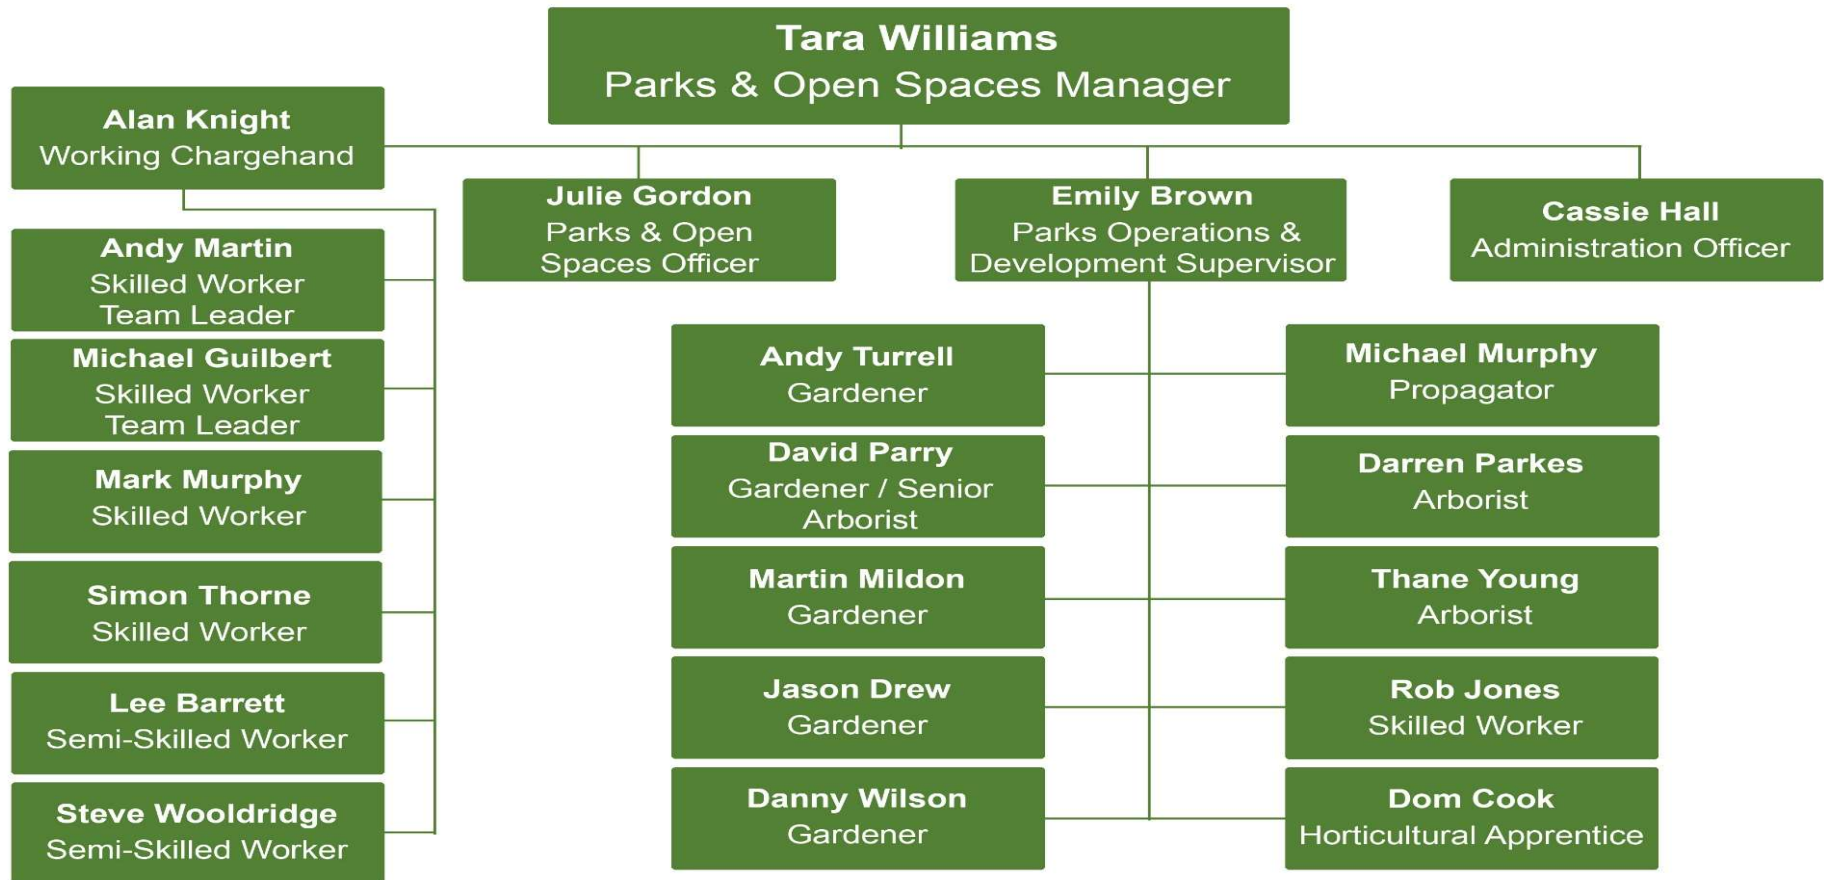 Tara Williams
Parks & Open Spaces Manager
Alan Knight
Working Chargehand
Julie Gordon
Parks & Open
Spaces Officer
Emily Brown
Parks Operations &
Development Supervisor
Cassie Hall
Administration Officer
Andy Martin
Skilled Worker
Team Leader
Michael Guilbert
Skilled Worker
Team Leader
Mark Murphy
Skilled Worker
Simon Thorne
Skilled Worker
Lee Barrett
Semi-Skilled Worker
Steve Wooldridge
Semi-Skilled Worker
Andy Turrell
Gardener
David Parry
Gardener / Senior
Arborist
Martin Mildon
Gardener
Jason Drew
Gardener
Danny Wilson
Gardener
Michael Murphy
Propagator
Darren Parkes
Arborist
Thane Young
Arborist
Rob Jones
Skilled Worker
Dom Cook
Horticultural Apprentice